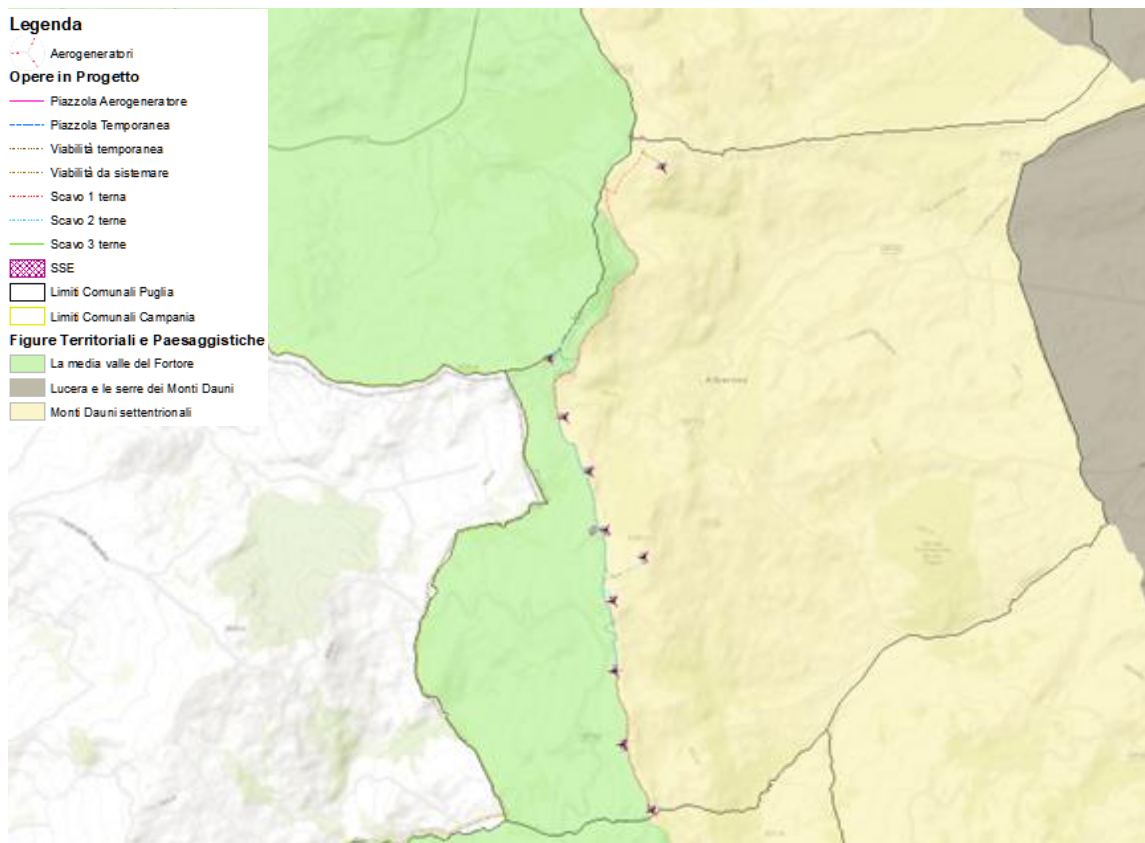 Legenda
Aerogeneratori
Opere in Progetto
Piazzola Aerogeneratore
Piazzola Temporanea
Viabilità temporanea
Viabilità da sistemare
Scavo 1 terna
Scavo 2 terne
Scavo 3 terne
SSE
Limiti Comunali Puglia
Limiti Comunali Campania
Figure Territoriali e Paesaggistiche
La media valle del Fortore
Lucera e le serre dei Monti Dauni
Monti Dauni settentrionali
Alberona